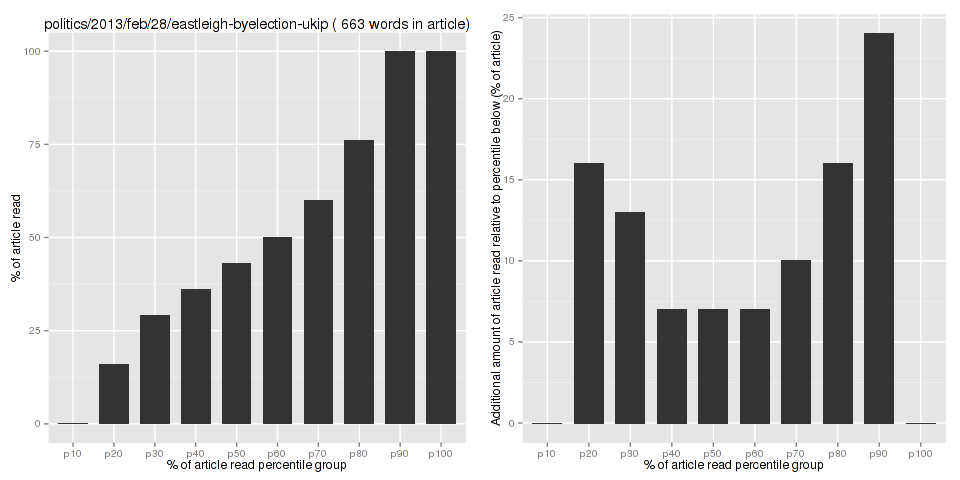 politics/2013/feb/28/eastleigh-byelection-ukip ( 663 words in article)
% of article read
100
75
50
25
0
p10 p20 p30 p40 p50 p60 p70 p80 p90 p100
% of article read percentile group
Additional amount of article read relative to percentile below (% of article)
25
20
15
10
5
0
p10 p20 p30 p40 p50 p60 p70 p80 p90 p100
% of article read percentile group